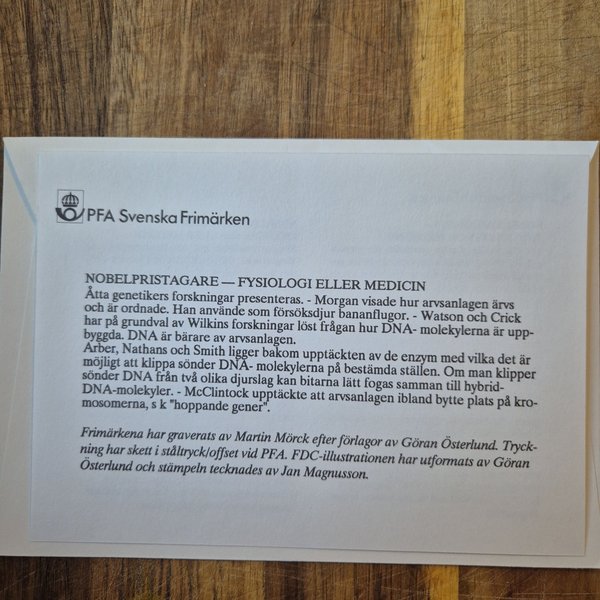 PFA Svenska Frimärken
NOBELPRISTAGARE — FYSIOLOGI ELLER MEDICIN
Åtta genetikers forskningar presenteras. - Morgan visade hur arvsanlagen ärvs
och är ordnade. Han använde som försöksdjur bananflugor. - Watson och Crick
har på grundval av Wilkins forskningar löst frågan hur DNA- molekylerna är upp-
byggda. DNA är bärare av arvsanlagen.
Arber, Nathans och Smith ligger bakom upptäckten av de enzym med vilka det är
möjligt att klippa sönder DNA- molekylerna på bestämda ställen. Om man klipper
sönder DNA från två olika djurslag kan bitarna lätt fogas samman till hybrid-
DNA-molekyler. - McClintock upptäckte att arvsanlagen ibland bytte plats på kro-
mosomerna, s k "hoppande gener".
Frimärkena har graverats av Martin Mörck efter förlagor av Göran Österlund. Tryck-
ning har skett i ståltryck/offset vid PFA. FDC-illustrationen har utformats av Göran
Österlund och stämpeln tecknades av Jan Magnusson.